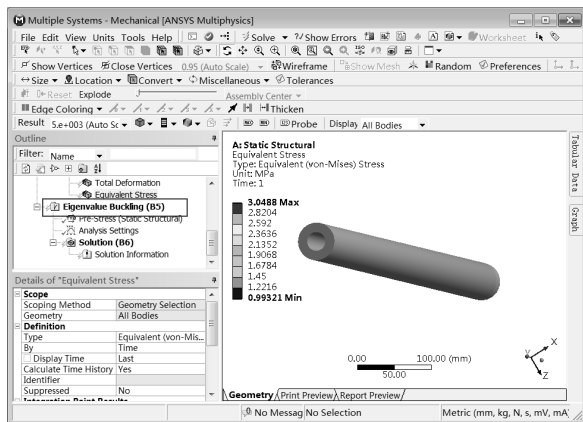 Multiple Systems - Mechanical [ANSYS Multiphysics]
File Edit View Units Tools Help Solve ?/ Show Errors Worksheet
Show Vertices Close Vertices 0.95 (Auto Scale) Wireframe Show Mesh Random Preferences
Size Location Convert Miscellaneous Tolerances
Reset Explode Assembly Center
Edge Coloring Thicken
Result 5.e+003 (Auto Sc Probe Display All Bodies
Outline
Filter: Name
Total Deformation
Equivalent Stress
Eigenvalue Buckling (B5)
Pre-Stress (Static Structural)
Analysis Settings
Solution (B6)
Solution Information
Details of "Equivalent Stress"
Scope
Scoping Method Geometry Selection
Geometry All Bodies
Definition
Type Equivalent (von-Mis...
By Time
Display Time Last
Calculate Time History Yes
Identifier
Suppressed No
Integration Point Results
A: Static Structural
Equivalent Stress
Type: Equivalent (von-Mises) Stress
Unit: MPa
Time: 1
3.0488 Max
2.8204
2.592
2.3636
2.1352
1.9068
1.6784
1.45
1.2216
0.99321 Min
0.00 100.00 (mm)
50.00
X
Y
Z
Geometry Print Preview Report Preview
Tabular Data
Graph
No Messag No Selection Metric (mm, kg, N, s, mV, mA)